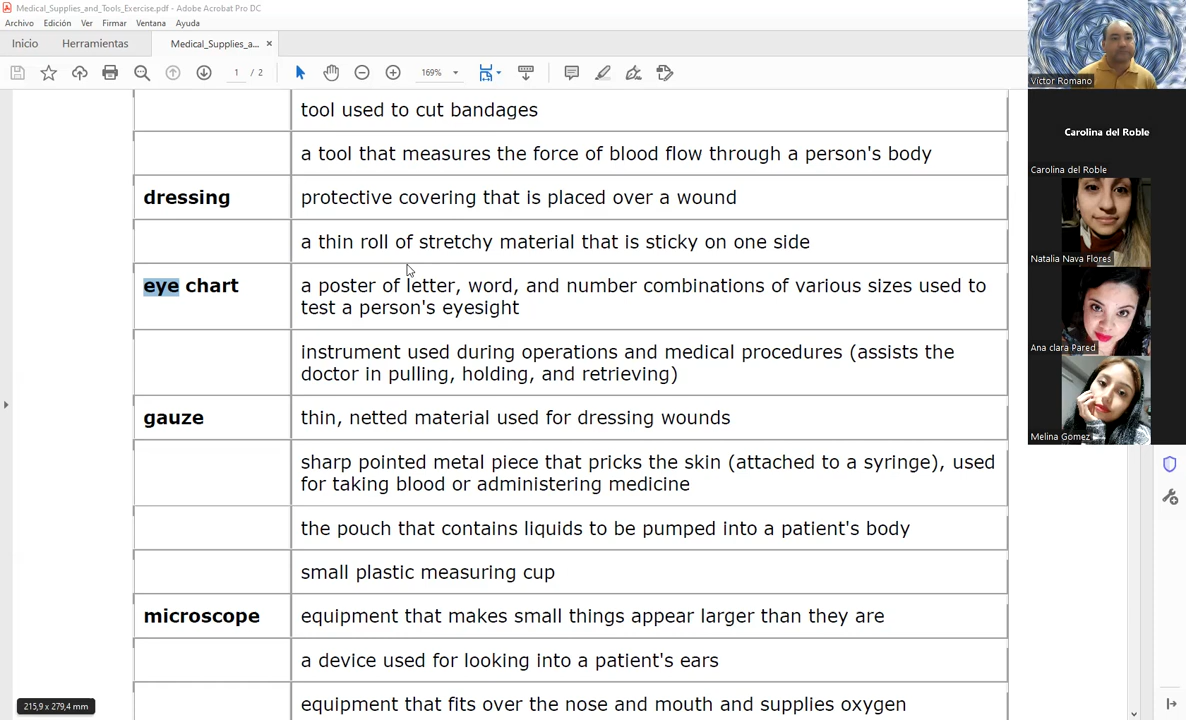 Medical_Supplies_and_Tools_Exercise.pdf - Adobe Acrobat Pro DC
Archivo Edición Ver Firmar Ventana Ayuda
Inicio Herramientas Medical_Supplies_a... ×
1 / 2 169%
tool used to cut bandages
a tool that measures the force of blood flow through a person's body
dressing protective covering that is placed over a wound
a thin roll of stretchy material that is sticky on one side
eye chart a poster of letter, word, and number combinations of various sizes used to
test a person's eyesight
instrument used during operations and medical procedures (assists the
doctor in pulling, holding, and retrieving)
gauze thin, netted material used for dressing wounds
sharp pointed metal piece that pricks the skin (attached to a syringe), used
for taking blood or administering medicine
the pouch that contains liquids to be pumped into a patient's body
small plastic measuring cup
microscope equipment that makes small things appear larger than they are
a device used for looking into a patient's ears
equipment that fits over the nose and mouth and supplies oxygen
215,9 x 279,4 mm
Víctor Romano
Carolina del Roble
Carolina del Roble
Natalia Nava Flores
Ana clara Pared
Melina Gomez